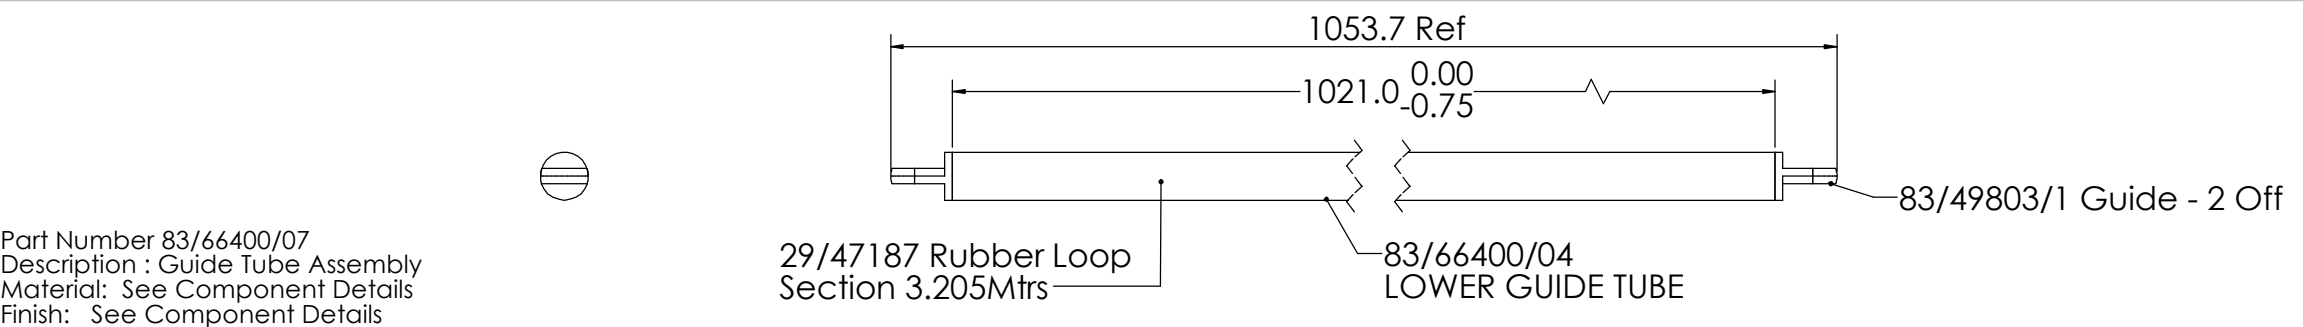 1053.7 Ref
1021.0 0.00
-0.75
83/49803/1 Guide - 2 Off
29/47187 Rubber Loop
Section 3.205Mtrs
83/66400/04
LOWER GUIDE TUBE
Part Number 83/66400/07
Description : Guide Tube Assembly
Material: See Component Details
Finish: See Component Details